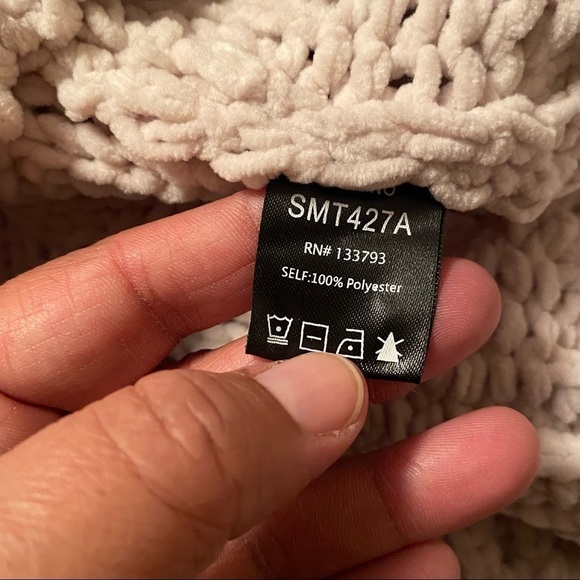 SMT427A
RN# 133793
SELF:100% Polyester